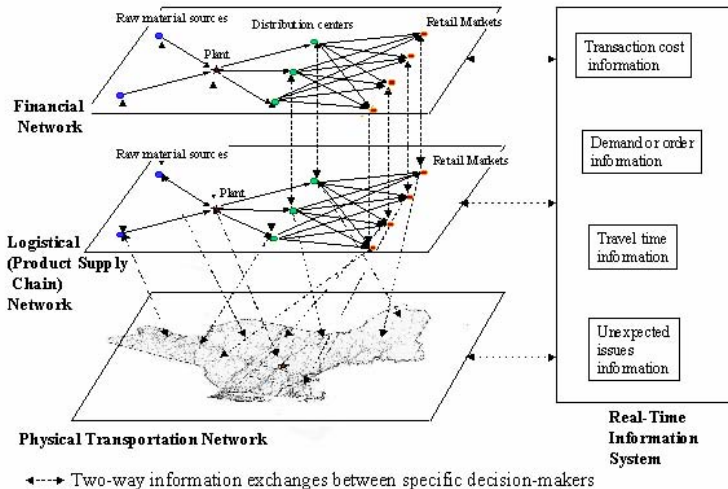 Raw material sources
Distribution centers
Retail Markets
Plant
Financial
Network
Raw material sources
Plant
Retail Markets
Logistical
(Product Supply
Chain)
Network
Physical Transportation Network
Transaction cost
information
Demand or order
information
Travel time
information
Unexpected
issues
information
Real-Time
Information
System
Two-way information exchanges between specific decision-makers